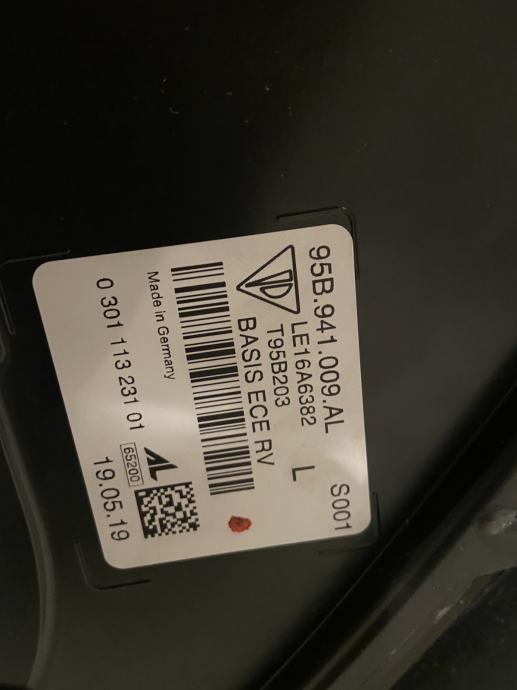 95B.941.009.AL S001
LE16A6382 L
T95B203
BASIS ECE RV
Made in Germany
AL
65200
0 301 113 231 01 19.05.19